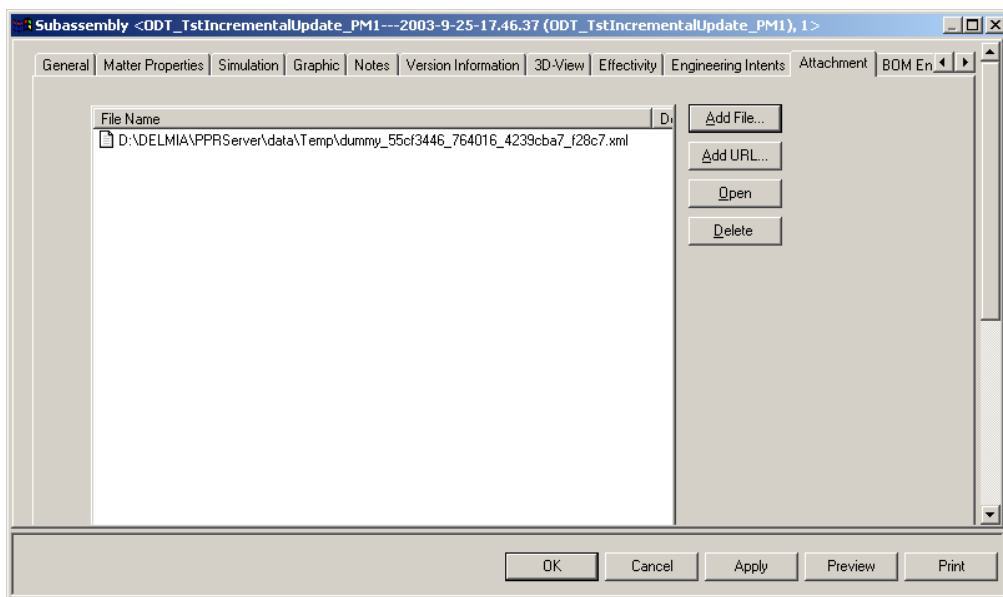 Subassembly <ODT_TstIncrementalUpdate_PM1---2003-9-25-17.46.37 (ODT_TstIncrementalUpdate_PM1), 1>
General Matter Properties Simulation Graphic Notes Version Information 3D-View Effectivity Engineering Intents Attachment BOM En
File Name D
Add File...
D:\DELMIA\PPRServer\data\Temp\dummy_55cf3446_764016_4239cba7_f28c7.xml
Add URL...
Open
Delete
OK Cancel Apply Preview Print